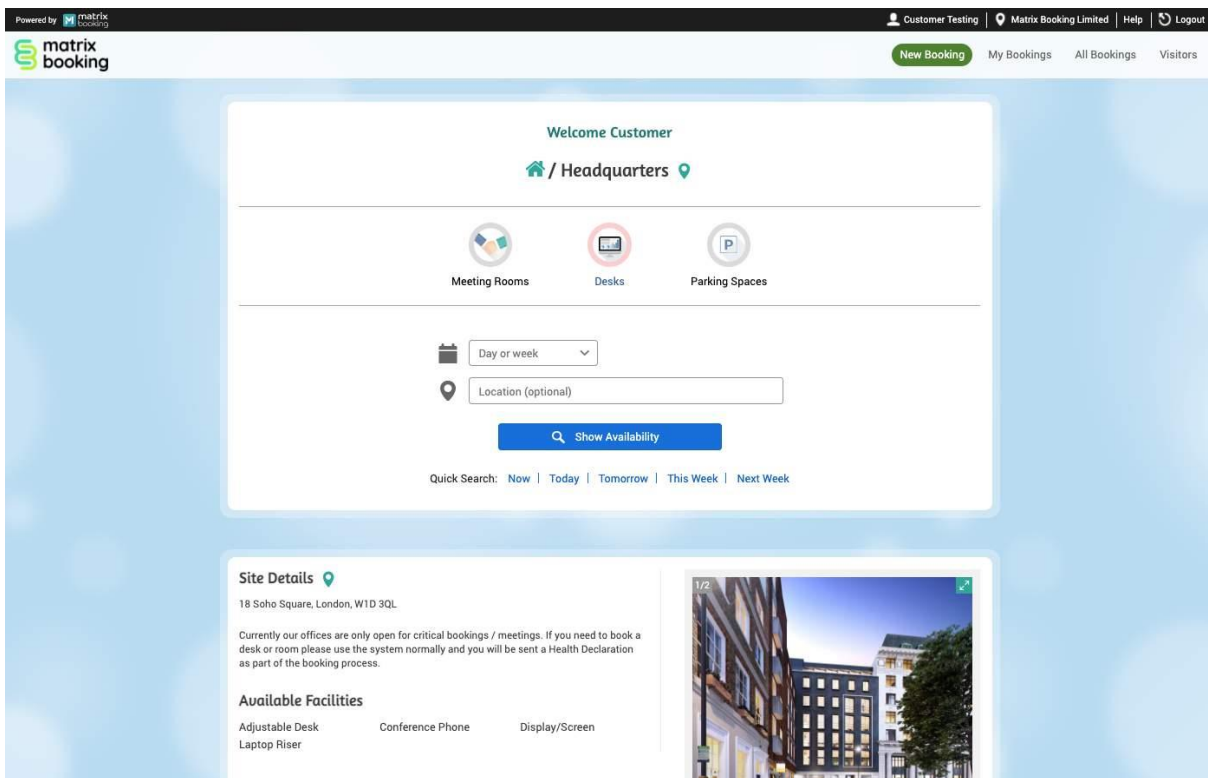 Powered by matrix booking
Customer Testing
Matrix Booking Limited
Help
Logout
matrix
booking
New Booking
My Bookings
All Bookings
Visitors
Welcome Customer
/ Headquarters
Meeting Rooms
Desks
P
Parking Spaces
Day or week
Location (optional)
Show Availability
Quick Search: Now | Today | Tomorrow | This Week | Next Week
Site Details
18 Soho Square, London, W1D 3QL
Currently our offices are only open for critical bookings / meetings. If you need to book a
desk or room please use the system normally and you will be sent a Health Declaration
as part of the booking process.
Available Facilities
Adjustable Desk
Conference Phone
Display/Screen
Laptop Riser
1/2